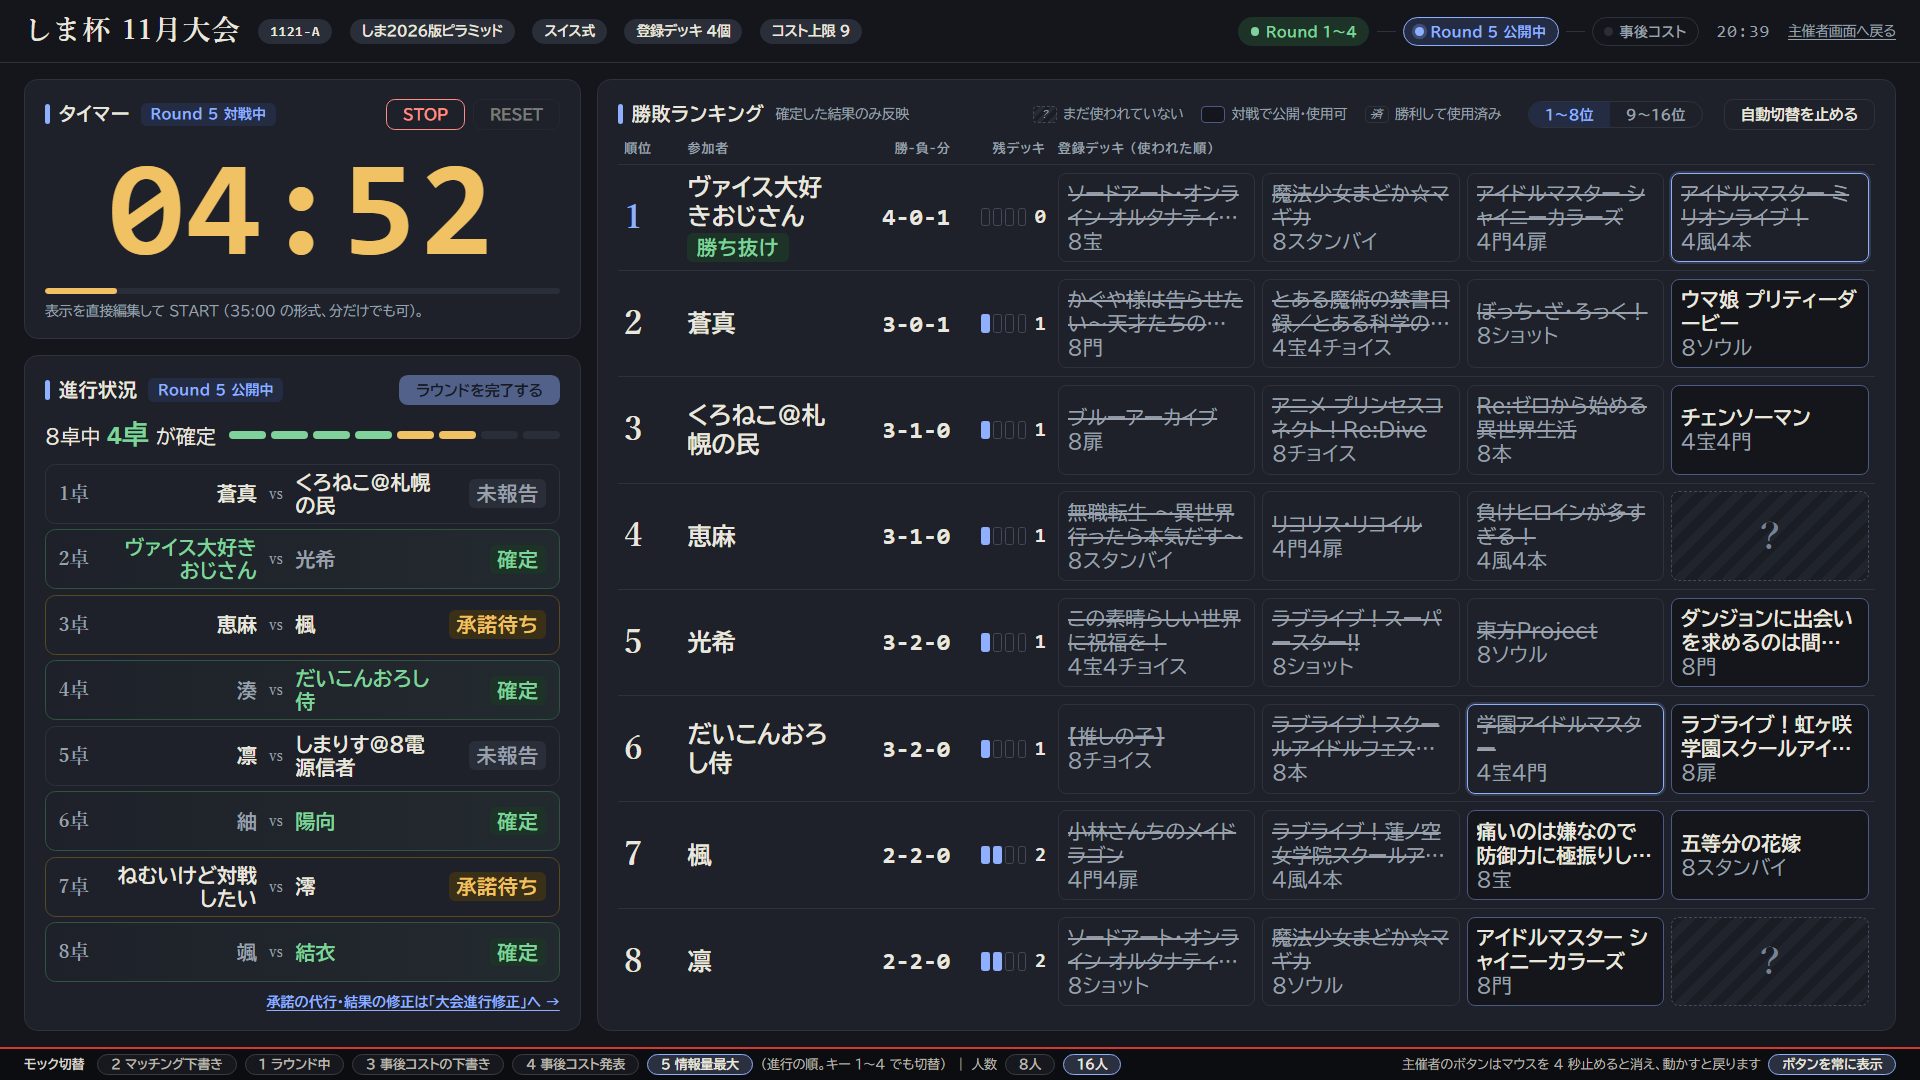 しま杯 11月大会 1121-A しま2026版ピラミッド スイス式 登録デッキ 4個 コスト上限 9 Round 1〜4 Round 5 公開中 事後コスト 20:39 主催者画面へ戻る
タイマー Round 5 対戦中 STOP RESET
04:52
表示を直接編集して START（35:00 の形式、分だけでも可）。
進行状況 Round 5 公開中 ラウンドを完了する
8卓中 4卓 が確定
1卓 蒼真 vs くろねこ@札幌
の民 未報告
2卓 ヴァイス大好き
おじさん vs 光希 確定
3卓 恵麻 vs 楓 承諾待ち
4卓 湊 vs だいこんおろし
侍 確定
5卓 凛 vs しまりす@8電
源信者 未報告
6卓 紬 vs 陽向 確定
7卓 ねむいけど対戦
したい vs 澪 承諾待ち
8卓 颯 vs 結衣 確定
承諾の代行・結果の修正は「大会進行修正」へ →
勝敗ランキング 確定した結果のみ反映 ? まだ使われていない 対戦で公開・使用可 済 勝利して使用済み 1〜8位 9〜16位 自動切替を止める
順位 参加者 勝-負-分 残デッキ 登録デッキ（使われた順）
1 ヴァイス大好
きおじさん
勝ち抜け 4-0-1 0
ソードアート・オンラ
イン オルタナティ…
8宝
魔法少女まどか☆マ
ギカ
8スタンバイ
アイドルマスター シ
ャイニーカラーズ
4門4扉
アイドルマスター ミ
リオンライブ！
4風4本
2 蒼真 3-0-1 1
かぐや様は告らせた
い〜天才たちの…
8門
とある魔術の禁書目
録／とある科学の…
4宝4チョイス
ぼっち・ざ・ろっく！
8ショット
ウマ娘 プリティーダ
ービー
8ソウル
3 くろねこ@札
幌の民 3-1-0 1
ブルーアーカイブ
8扉
アニメ プリンセスコ
ネクト！Re:Dive
8チョイス
Re:ゼロから始める
異世界生活
8本
チェンソーマン
4宝4門
4 恵麻 3-1-0 1
無職転生 〜異世界
行ったら本気だす〜
8スタンバイ
リコリス・リコイル
4門4扉
負けヒロインが多す
ぎる！
4風4本
?
5 光希 3-2-0 1
この素晴らしい世界
に祝福を！
4宝4チョイス
ラブライブ！スーパ
ースター!!
8ショット
東方Project
8ソウル
ダンジョンに出会い
を求めるのは間…
8門
6 だいこんおろ
し侍 3-2-0 1
【推しの子】
8チョイス
ラブライブ！スクー
ルアイドルフェス…
8本
学園アイドルマスタ
ー
4宝4門
ラブライブ！虹ヶ咲
学園スクールアイ…
8扉
7 楓 2-2-0 2
小林さんちのメイド
ラゴン
4門4扉
ラブライブ！蓮ノ空
女学院スクールア…
4風4本
痛いのは嫌なので
防御力に極振りし…
8宝
五等分の花嫁
8スタンバイ
8 凛 2-2-0 2
ソードアート・オンラ
イン オルタナティ…
8ショット
魔法少女まどか☆マ
ギカ
8ソウル
アイドルマスター シ
ャイニーカラーズ
8門
?
モック切替 2 マッチング下書き 1 ラウンド中 3 事後コストの下書き 4 事後コスト発表 5 情報量最大 （進行の順。キー 1〜4 でも切替） | 人数 8人 16人 主催者のボタンはマウスを 4 秒止めると消え、動かすと戻ります ボタンを常に表示